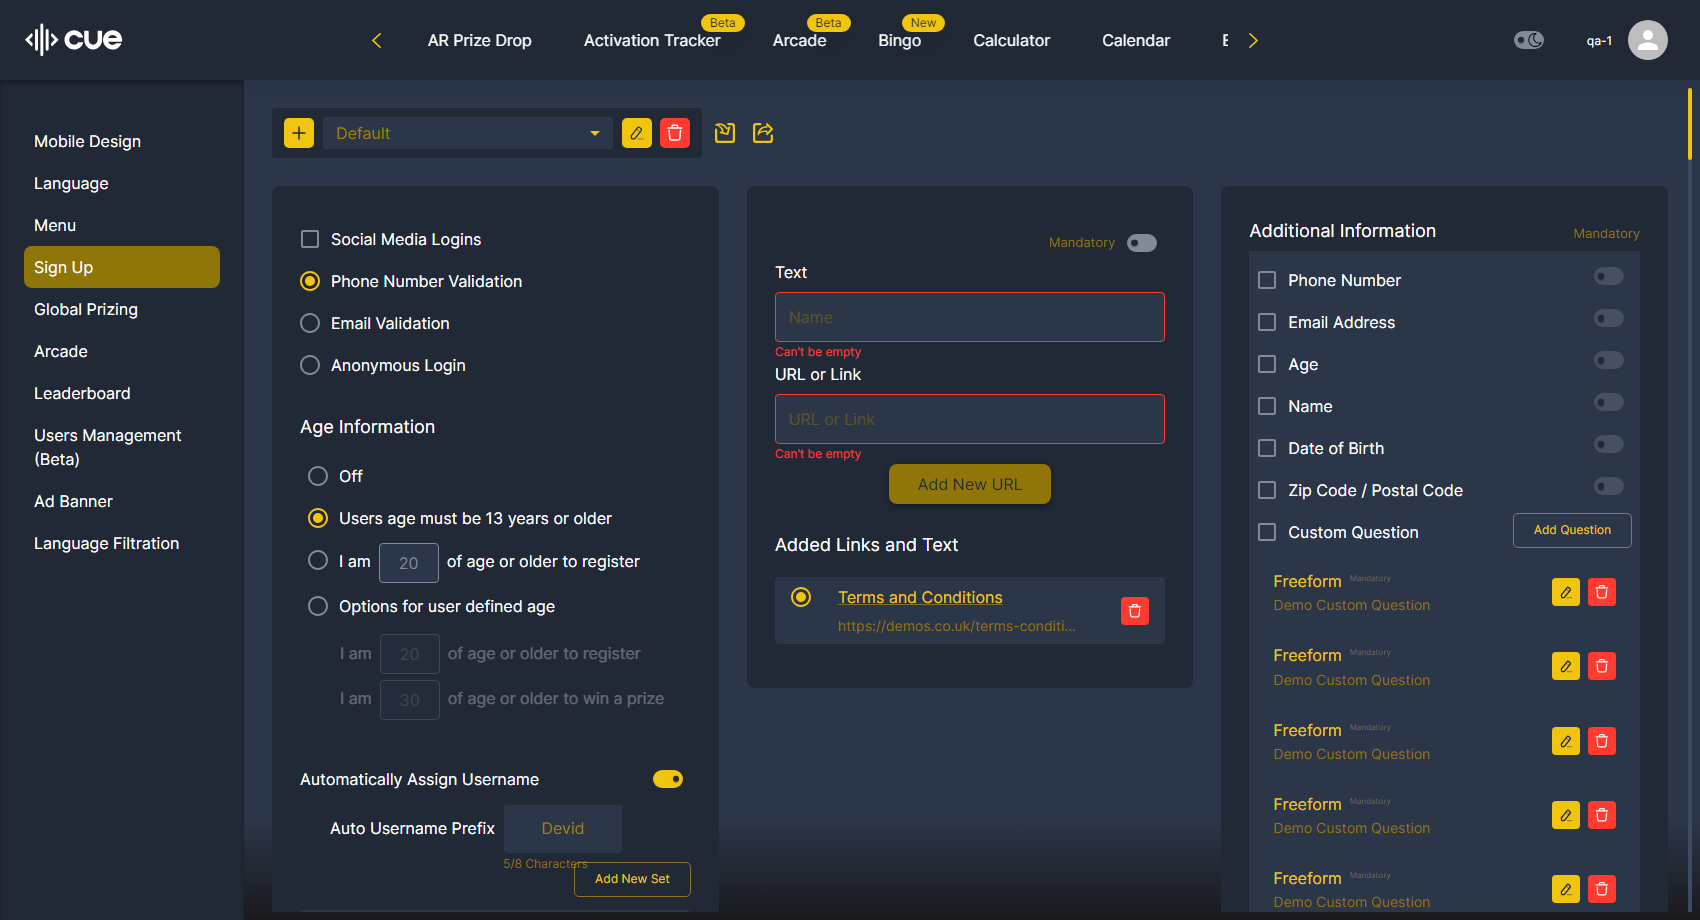 cue
AR Prize Drop
Activation Tracker
Beta
Arcade
Beta
Bingo
New
Calculator
Calendar
qa-1
Mobile Design
Language
Menu
Sign Up
Global Prizing
Arcade
Leaderboard
Users Management
(Beta)
Ad Banner
Language Filtration
Default
Social Media Logins
Phone Number Validation
Email Validation
Anonymous Login
Age Information
Off
Users age must be 13 years or older
I am 20 of age or older to register
Options for user defined age
I am 20 of age or older to register
I am 30 of age or older to win a prize
Automatically Assign Username
Auto Username Prefix Devid
5/8 Characters
Add New Set
Mandatory
Text
Name
Can't be empty
URL or Link
URL or Link
Can't be empty
Add New URL
Added Links and Text
Terms and Conditions
https://demos.co.uk/terms-conditi...
Additional Information Mandatory
Phone Number
Email Address
Age
Name
Date of Birth
Zip Code / Postal Code
Custom Question Add Question
Freeform Mandatory
Demo Custom Question
Freeform Mandatory
Demo Custom Question
Freeform Mandatory
Demo Custom Question
Freeform Mandatory
Demo Custom Question
Freeform Mandatory
Demo Custom Question